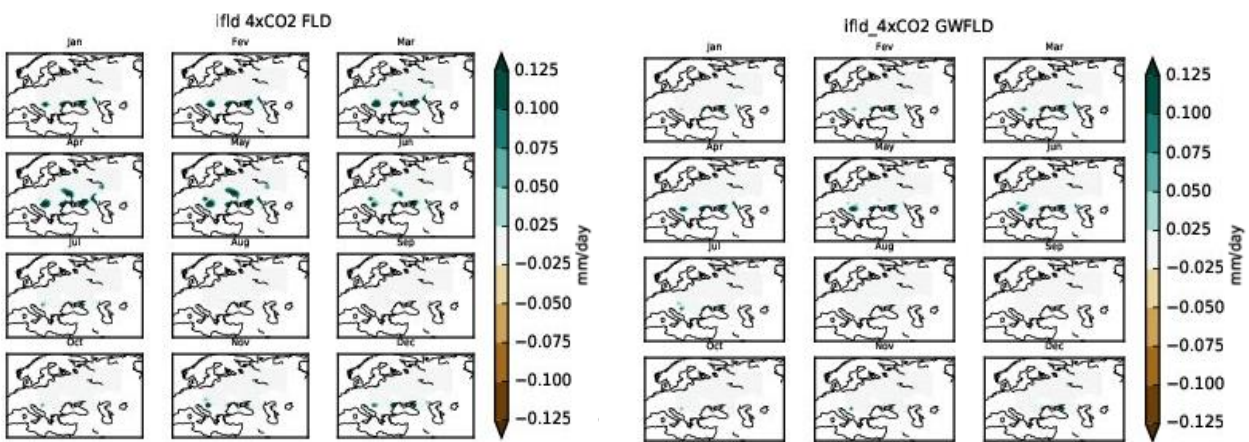 ifld 4xCO2 FLD
Jan Fev Mar
Apr May Jun
Jul Aug Sep
Oct Nov Dec
0.125
0.100
0.075
0.050
0.025
−0.025
−0.050
−0.075
−0.100
−0.125
mm/day
ifld_4xCO2 GWFLD
Jan Fev Mar
Apr May Jun
Jul Aug Sep
Oct Nov Dec
0.125
0.100
0.075
0.050
0.025
−0.025
−0.050
−0.075
−0.100
−0.125
mm/day